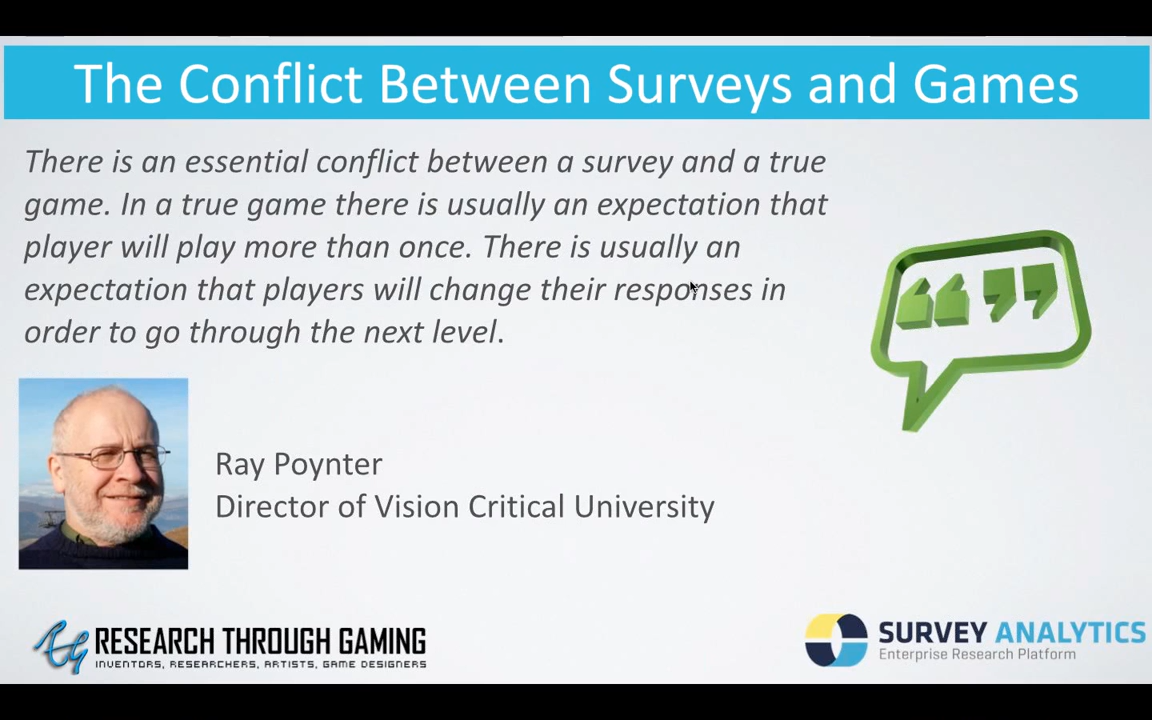 The Conflict Between Surveys and Games
There is an essential conflict between a survey and a true
game. In a true game there is usually an expectation that
player will play more than once. There is usually an
expectation that players will change their responses in
order to go through the next level.
Ray Poynter
Director of Vision Critical University
RESEARCH THROUGH GAMING
INVENTORS, RESEARCHERS, ARTISTS, GAME DESIGNERS
SURVEY ANALYTICS
Enterprise Research Platform